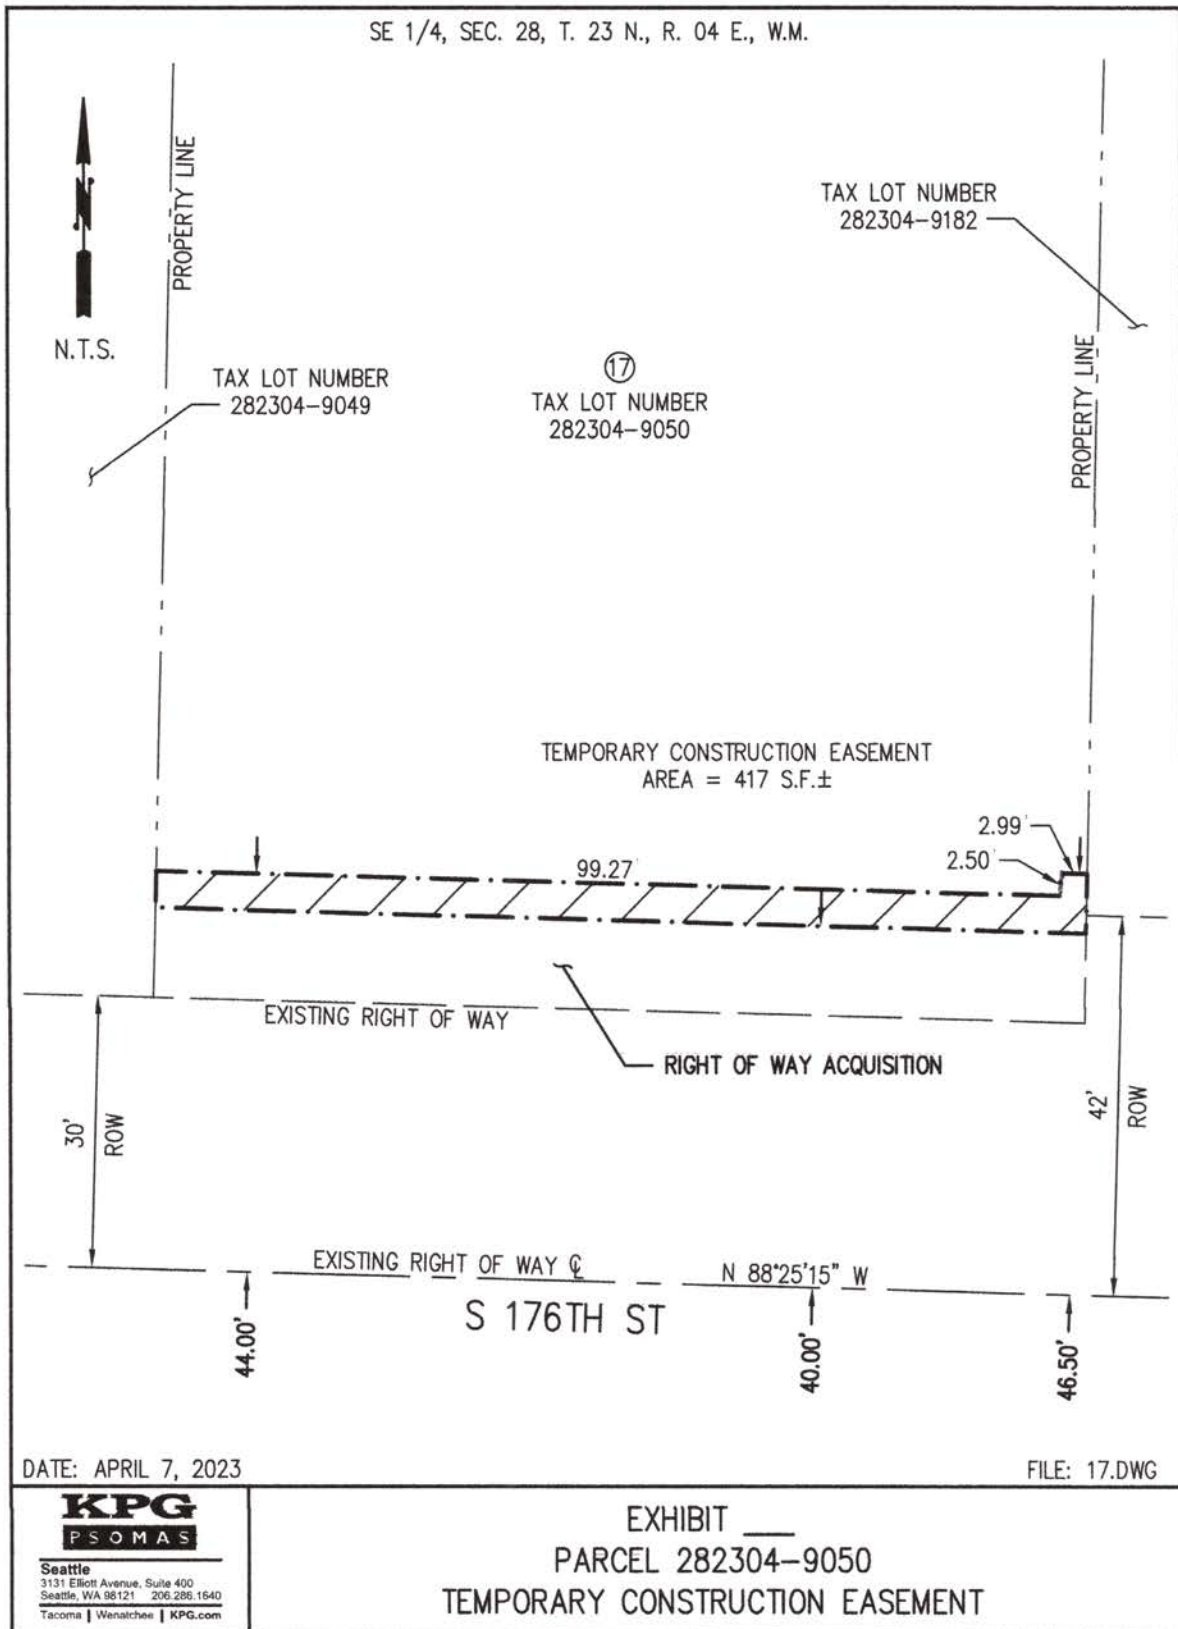 SE 1/4, SEC. 28, T. 23 N., R. 04 E., W.M.
PROPERTY LINE
N
N.T.S.
TAX LOT NUMBER
282304-9182
TAX LOT NUMBER
282304-9049
17
TAX LOT NUMBER
282304-9050
PROPERTY LINE
TEMPORARY CONSTRUCTION EASEMENT
AREA = 417 S.F.±
2.99'
2.50'
99.27'
EXISTING RIGHT OF WAY
RIGHT OF WAY ACQUISITION
30'
ROW
42'
ROW
EXISTING RIGHT OF WAY ℄
N 88°25'15" W
S 176TH ST
44.00'
40.00'
46.50'
DATE: APRIL 7, 2023
FILE: 17.DWG
KPG
PSOMAS
Seattle
3131 Elliott Avenue, Suite 400
Seattle, WA 98121 206.286.1640
Tacoma | Wenatchee | KPG.com
EXHIBIT ___
PARCEL 282304-9050
TEMPORARY CONSTRUCTION EASEMENT